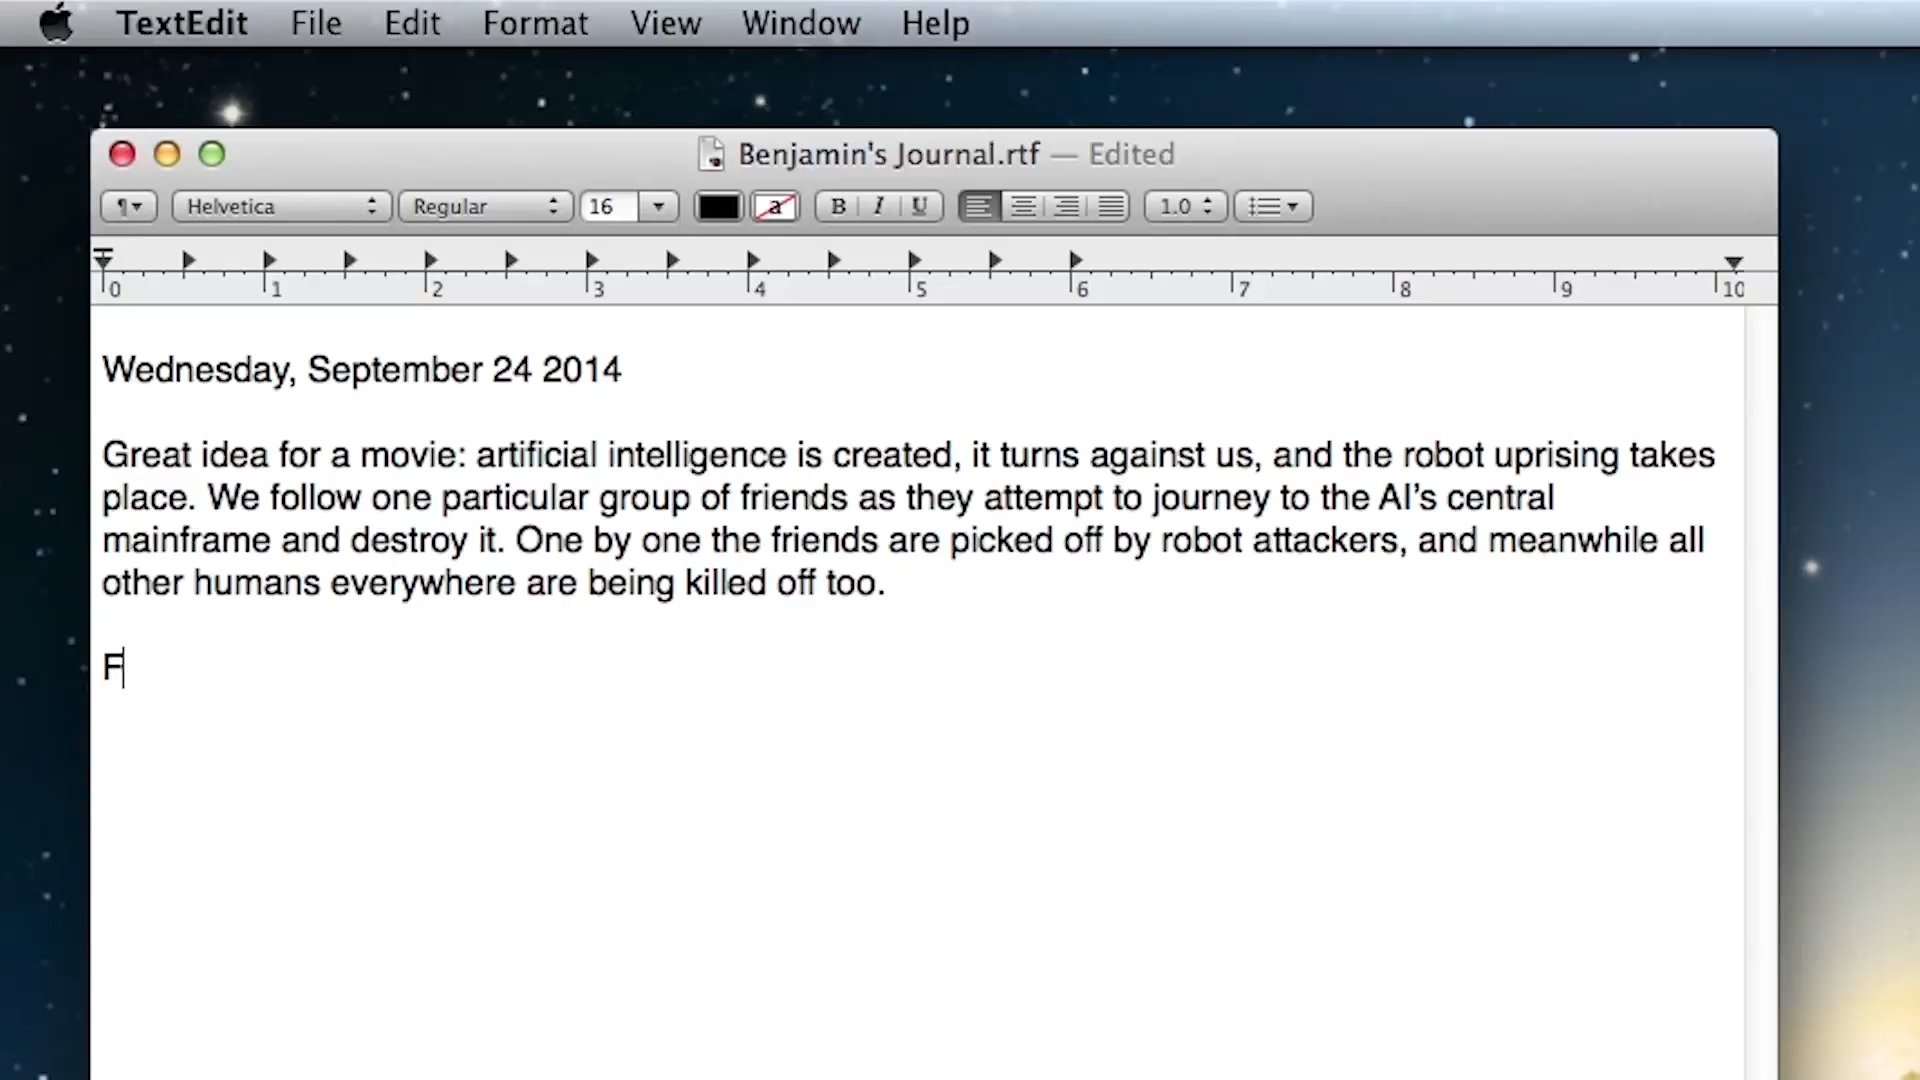 TextEdit File Edit Format View Window Help
Benjamin's Journal.rtf — Edited
¶ Helvetica Regular 16 a B I U 1.0
0 1 2 3 4 5 6 7 8 9 10
Wednesday, September 24 2014
Great idea for a movie: artificial intelligence is created, it turns against us, and the robot uprising takes
place. We follow one particular group of friends as they attempt to journey to the AI’s central
mainframe and destroy it. One by one the friends are picked off by robot attackers, and meanwhile all
other humans everywhere are being killed off too.
F